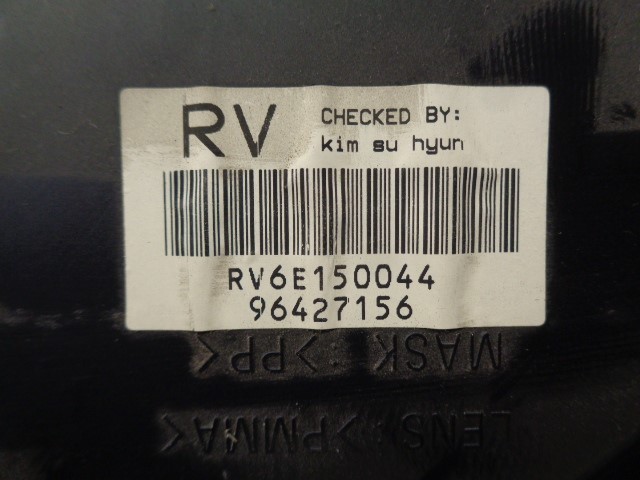 RV
CHECKED BY:
kim su hyun
RV6E150044
96427156
MASK : >PP<
LENS : >PMMA<